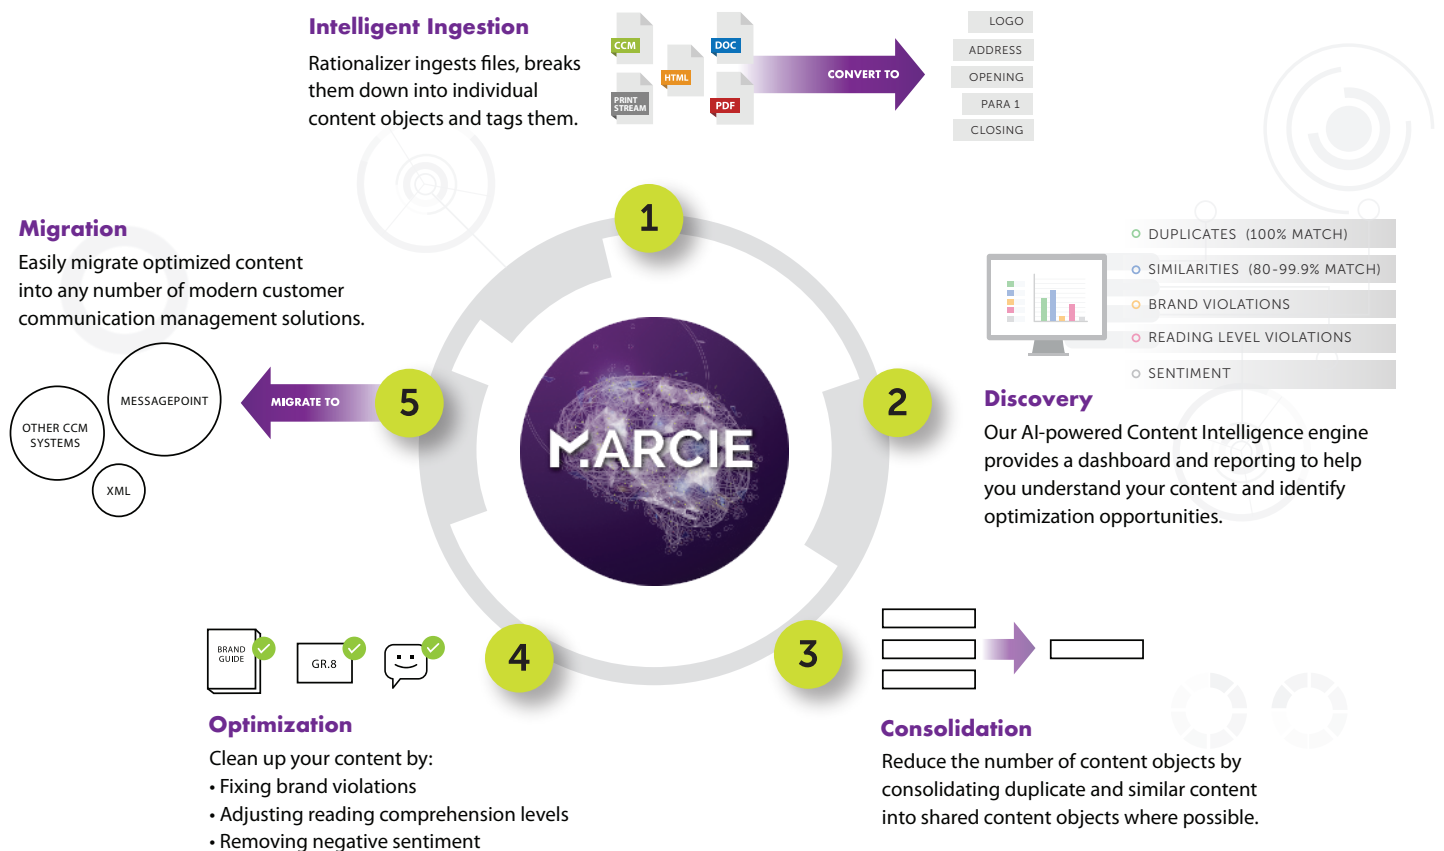 Intelligent Ingestion
Rationalizer ingests files, breaks
them down into individual
content objects and tags them.
CCM
DOC
HTML
PRINT
STREAM
PDF
CONVERT TO
LOGO
ADDRESS
OPENING
PARA 1
CLOSING
1
Migration
Easily migrate optimized content
into any number of modern customer
communication management solutions.
MESSAGEPOINT
OTHER CCM
SYSTEMS
XML
MIGRATE TO
5
MARCIE
2
DUPLICATES (100% MATCH)
SIMILARITIES (80-99.9% MATCH)
BRAND VIOLATIONS
READING LEVEL VIOLATIONS
SENTIMENT
Discovery
Our AI-powered Content Intelligence engine
provides a dashboard and reporting to help
you understand your content and identify
optimization opportunities.
BRAND
GUIDE
GR.8
4
Optimization
Clean up your content by:
• Fixing brand violations
• Adjusting reading comprehension levels
• Removing negative sentiment
3
Consolidation
Reduce the number of content objects by
consolidating duplicate and similar content
into shared content objects where possible.